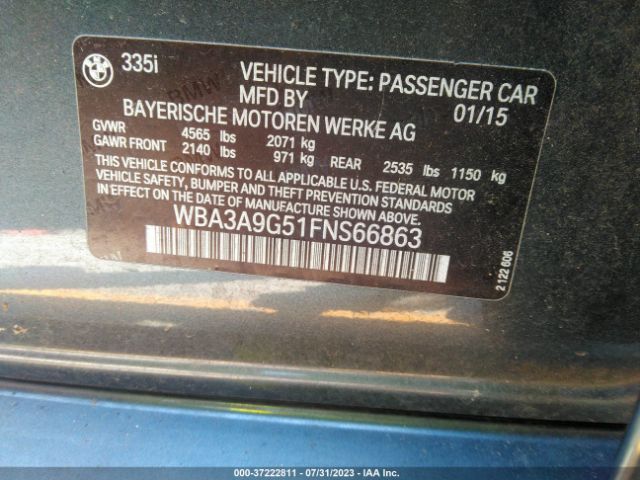 335i VEHICLE TYPE: PASSENGER CAR
MFD BY 01/15
BAYERISCHE MOTOREN WERKE AG
GVWR 4565 lbs 2071 kg
GAWR FRONT 2140 lbs 971 kg REAR 2535 lbs 1150 kg
THIS VEHICLE CONFORMS TO ALL APPLICABLE U.S. FEDERAL MOTOR
VEHICLE SAFETY, BUMPER AND THEFT PREVENTION STANDARDS
IN EFFECT ON THE DATE OF MANUFACTURE SHOWN ABOVE.
WBA3A9G51FNS66863
2 122 606
000-37222811 / 07/31/2023 - IAA Inc.